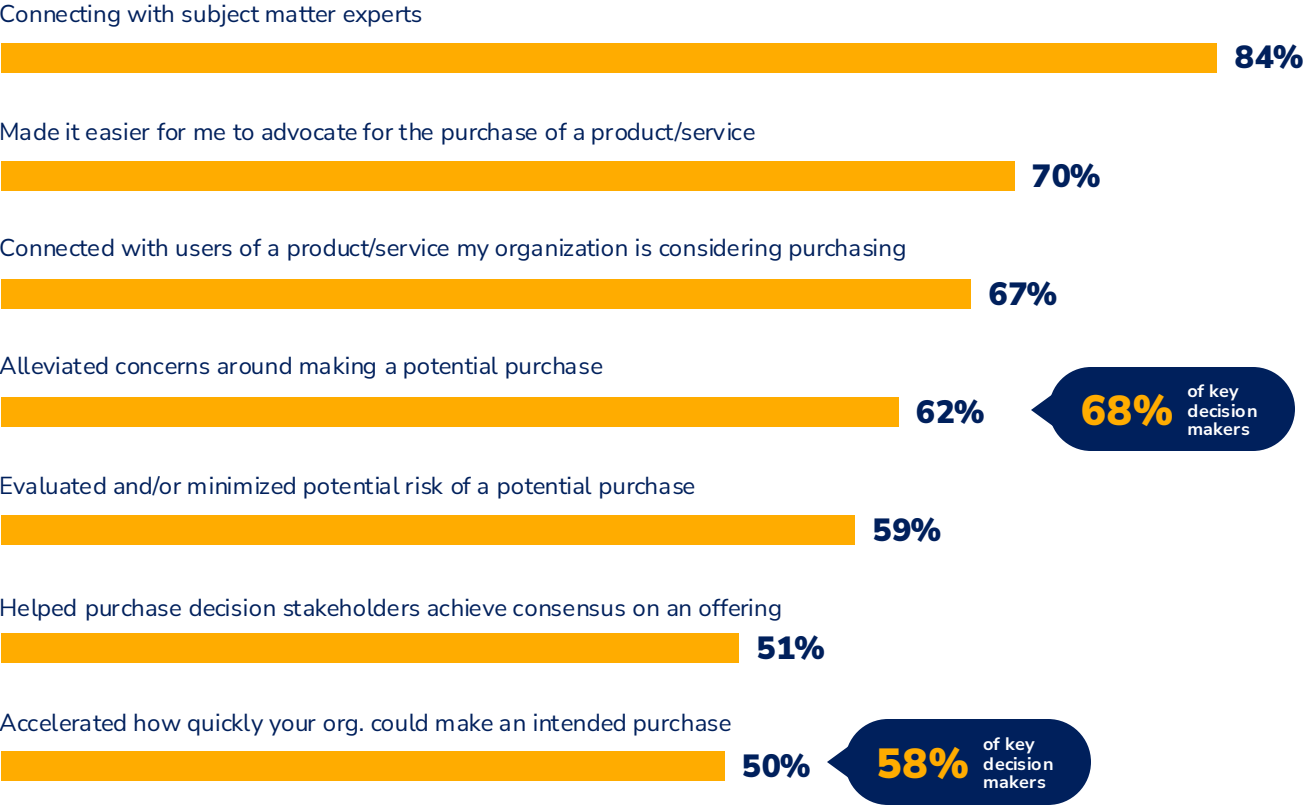 Connecting with subject matter experts
84%
Made it easier for me to advocate for the purchase of a product/service
70%
Connected with users of a product/service my organization is considering purchasing
67%
Alleviated concerns around making a potential purchase
62%
68%
of key
decision
makers
Evaluated and/or minimized potential risk of a potential purchase
59%
Helped purchase decision stakeholders achieve consensus on an offering
51%
Accelerated how quickly your org. could make an intended purchase
50%
58%
of key
decision
makers